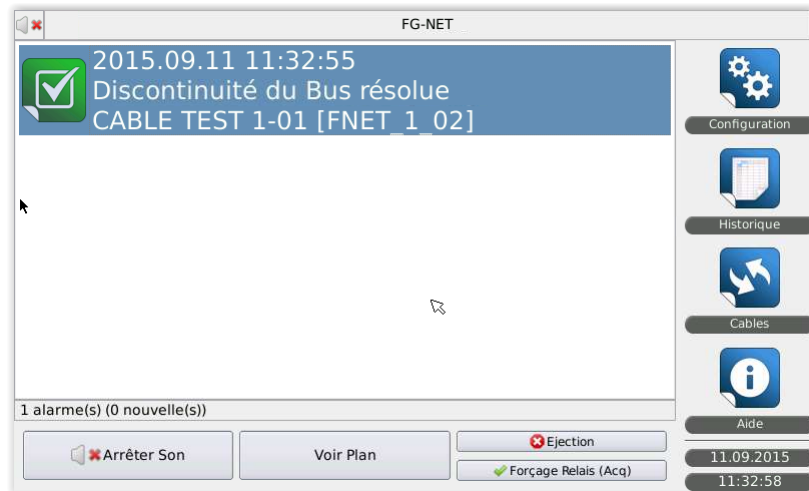 FG-NET
2015.09.11 11:32:55
Discontinuité du Bus résolue
CABLE TEST 1-01 [FNET_1_02]
Configuration
Historique
Cables
Aide
1 alarme(s) (0 nouvelle(s))
Arrêter Son
Voir Plan
Ejection
Forçage Relais (Acq)
11.09.2015
11:32:58